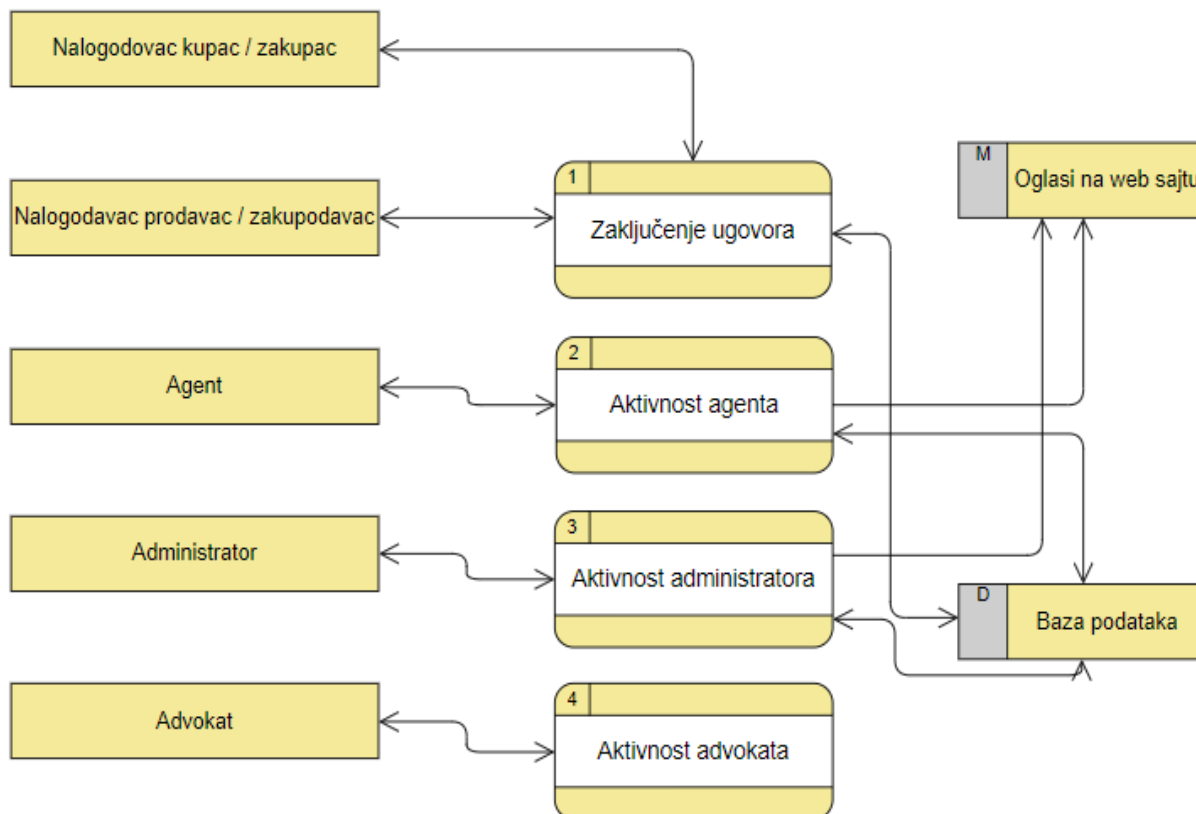 Nalogodovac kupac / zakupac
Nalogodavac prodavac / zakupodavac
Agent
Administrator
Advokat
1
Zaključenje ugovora
2
Aktivnost agenta
3
Aktivnost administratora
4
Aktivnost advokata
M
Oglasi na web sajtu
D
Baza podataka